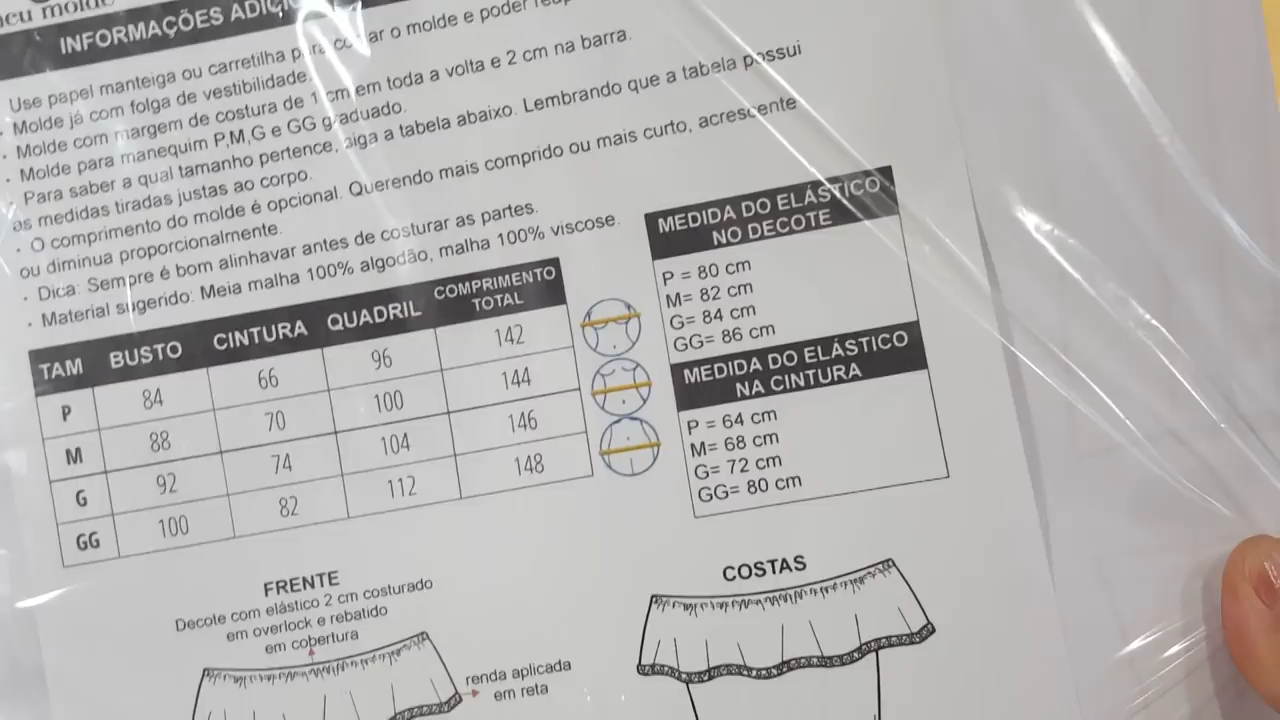 meu molde
INFORMAÇÕES
Use papel manteiga ou carretilha para o molde e poder
· Molde já com folga de vestibilidade.
· Molde com margem de costura de 1 cm em toda a volta e 2 cm na barra.
· Molde para manequim P,M,G e GG graduado.
· Para saber a qual tamanho pertence, siga a tabela abaixo. Lembrando que a tabela possui
as medidas tiradas justas ao corpo.
· O comprimento do molde é opcional. Querendo mais comprido ou mais curto, acrescente
ou diminua proporcionalmente.
· Dica: Sempre é bom alinhavar antes de costurar as partes.
· Material sugerido: Meia malha 100% algodão, malha 100% viscose.
TAM BUSTO CINTURA QUADRIL COMPRIMENTO TOTAL
P 84 66 96 142
M 88 70 100 144
G 92 74 104 146
GG 100 82 112 148
MEDIDA DO ELÁSTICO
NO DECOTE
P = 80 cm
M= 82 cm
G= 84 cm
GG= 86 cm
MEDIDA DO ELÁSTICO
NA CINTURA
P = 64 cm
M= 68 cm
G= 72 cm
GG= 80 cm
FRENTE
Decote com elástico 2 cm costurado
em overlock e rebatido
em cobertura
renda aplicada
em reta
COSTAS